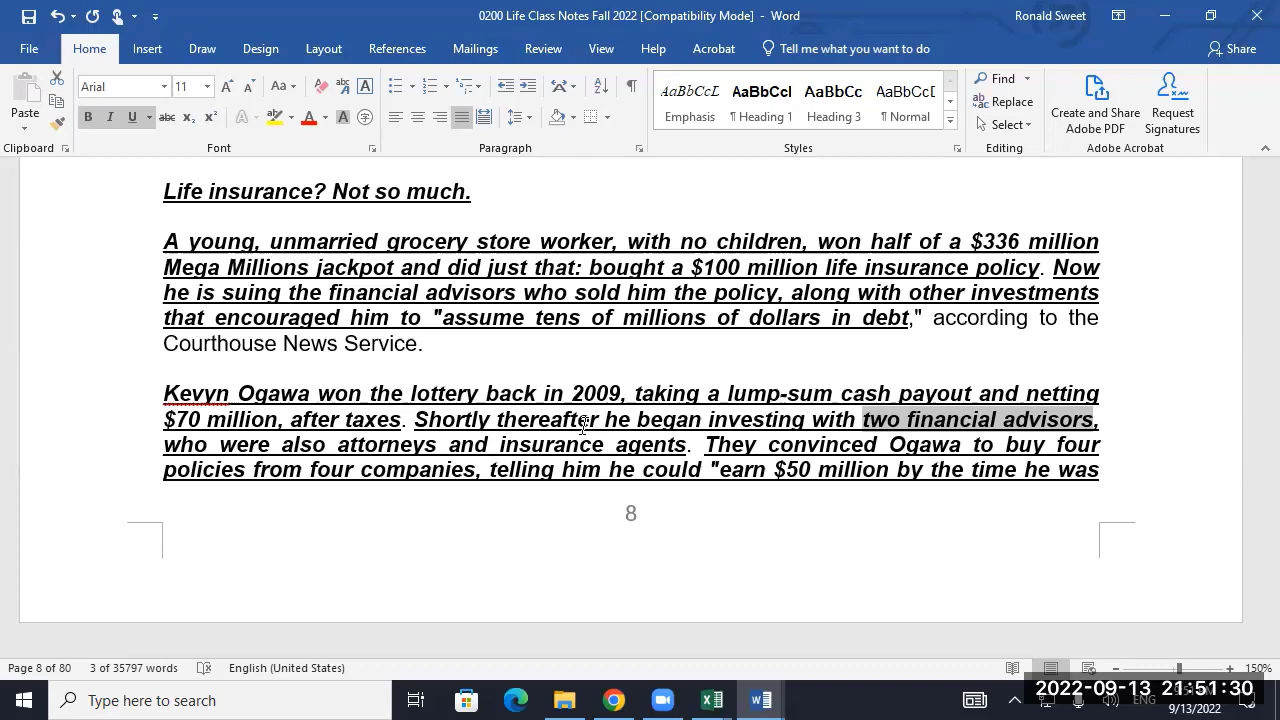 0200 Life Class Notes Fall 2022 [Compatibility Mode] - Word
Ronald Sweet
File Home Insert Draw Design Layout References Mailings Review View Help Acrobat Tell me what you want to do Share
Paste
Clipboard
Arial 11
Font
Paragraph
AaBbCcI AaBbCcI AaBbCc AaBbCcI
Emphasis ¶ Heading 1 Heading 3 ¶ Normal
Styles
Find
Replace
Select
Editing
Create and Share Adobe PDF
Request Signatures
Adobe Acrobat
Life insurance? Not so much.
A young, unmarried grocery store worker, with no children, won half of a $336 million
Mega Millions jackpot and did just that: bought a $100 million life insurance policy. Now
he is suing the financial advisors who sold him the policy, along with other investments
that encouraged him to "assume tens of millions of dollars in debt," according to the
Courthouse News Service.
Kevyn Ogawa won the lottery back in 2009, taking a lump-sum cash payout and netting
$70 million, after taxes. Shortly thereafter he began investing with two financial advisors,
who were also attorneys and insurance agents. They convinced Ogawa to buy four
policies from four companies, telling him he could "earn $50 million by the time he was
8
Page 8 of 80 3 of 35797 words English (United States) 150%
Type here to search
2022-09-13 21:51:30
ENG
9/13/2022